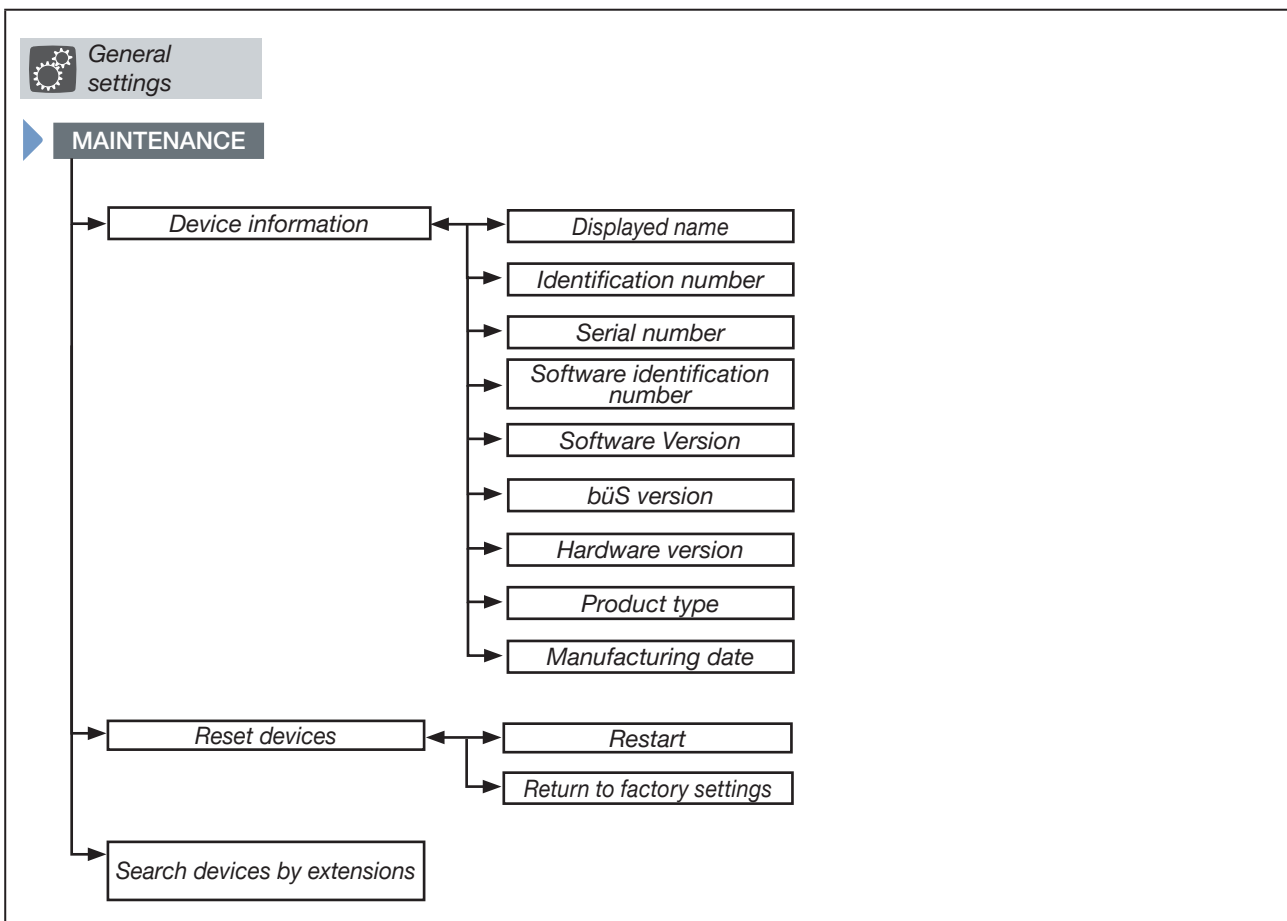 General
settings
MAINTENANCE
Device information
Displayed name
Identification number
Serial number
Software identification
number
Software Version
büS version
Hardware version
Product type
Manufacturing date
Reset devices
Restart
Return to factory settings
Search devices by extensions